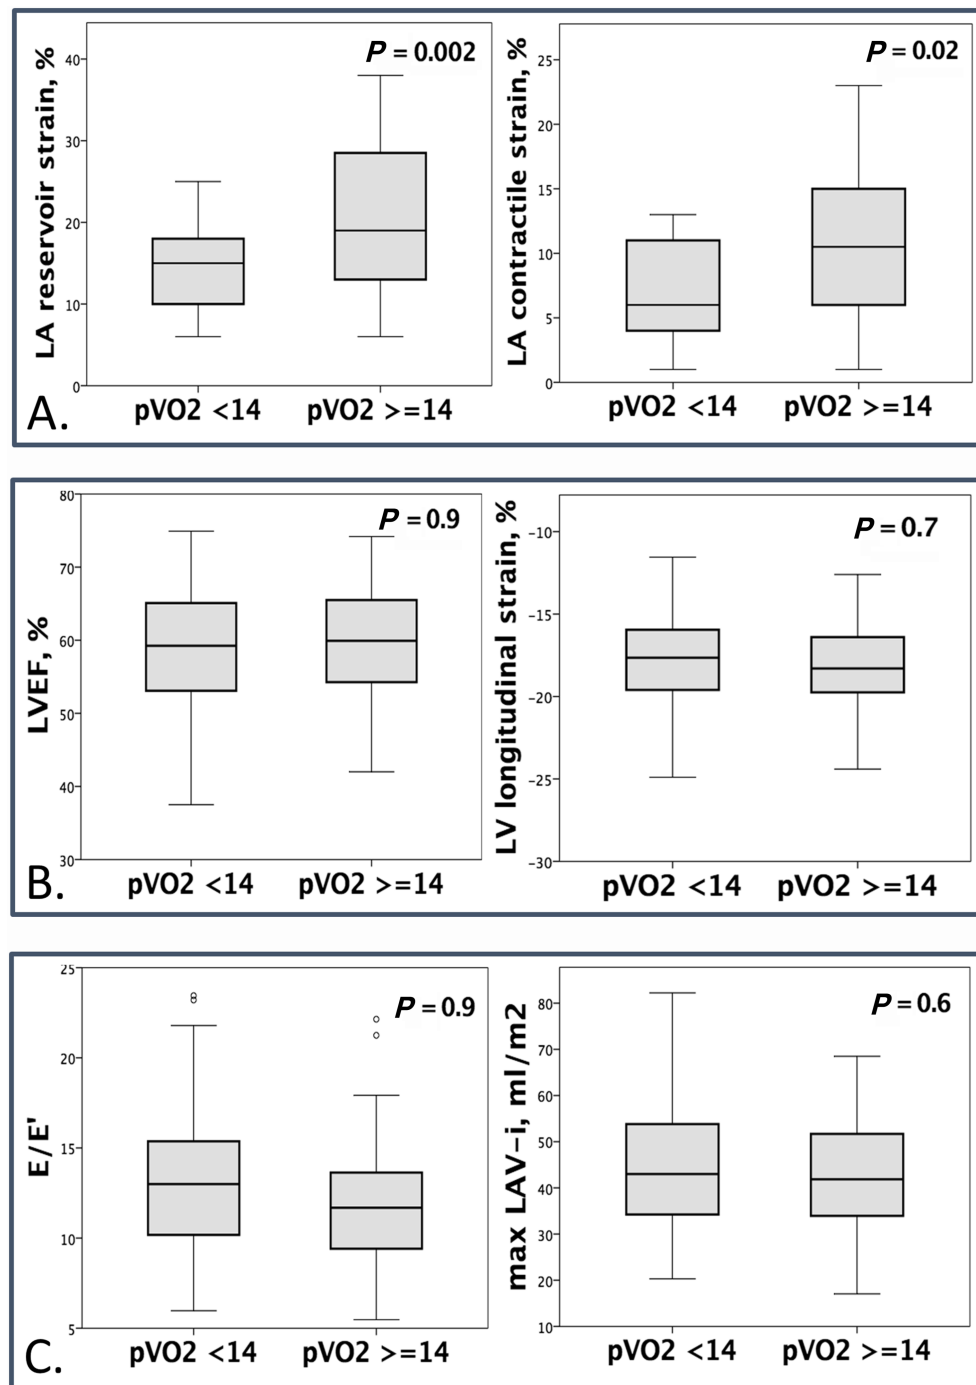 LA reservoir strain, %
40
30
20
10
0
P = 0.002
pVO2 <14
pVO2 >=14
A.
LA contractile strain, %
25
20
15
10
5
0
P = 0.02
pVO2 <14
pVO2 >=14
LVEF, %
80
70
60
50
40
30
P = 0.9
pVO2 <14
pVO2 >=14
B.
LV longitudinal strain, %
-10
-15
-20
-25
-30
P = 0.7
pVO2 <14
pVO2 >=14
E/E'
25
20
15
10
5
P = 0.9
pVO2 <14
pVO2 >=14
C.
max LAV-i, ml/m2
80
70
60
50
40
30
20
10
P = 0.6
pVO2 <14
pVO2 >=14